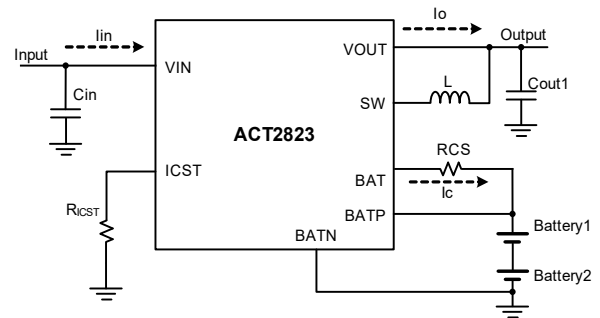 Iin
Io
Input
Output
VIN
VOUT
Cin
L
Cout1
SW
ACT2823
RCS
ICST
BAT
Ic
RICST
BATP
BATN
Battery1
Battery2